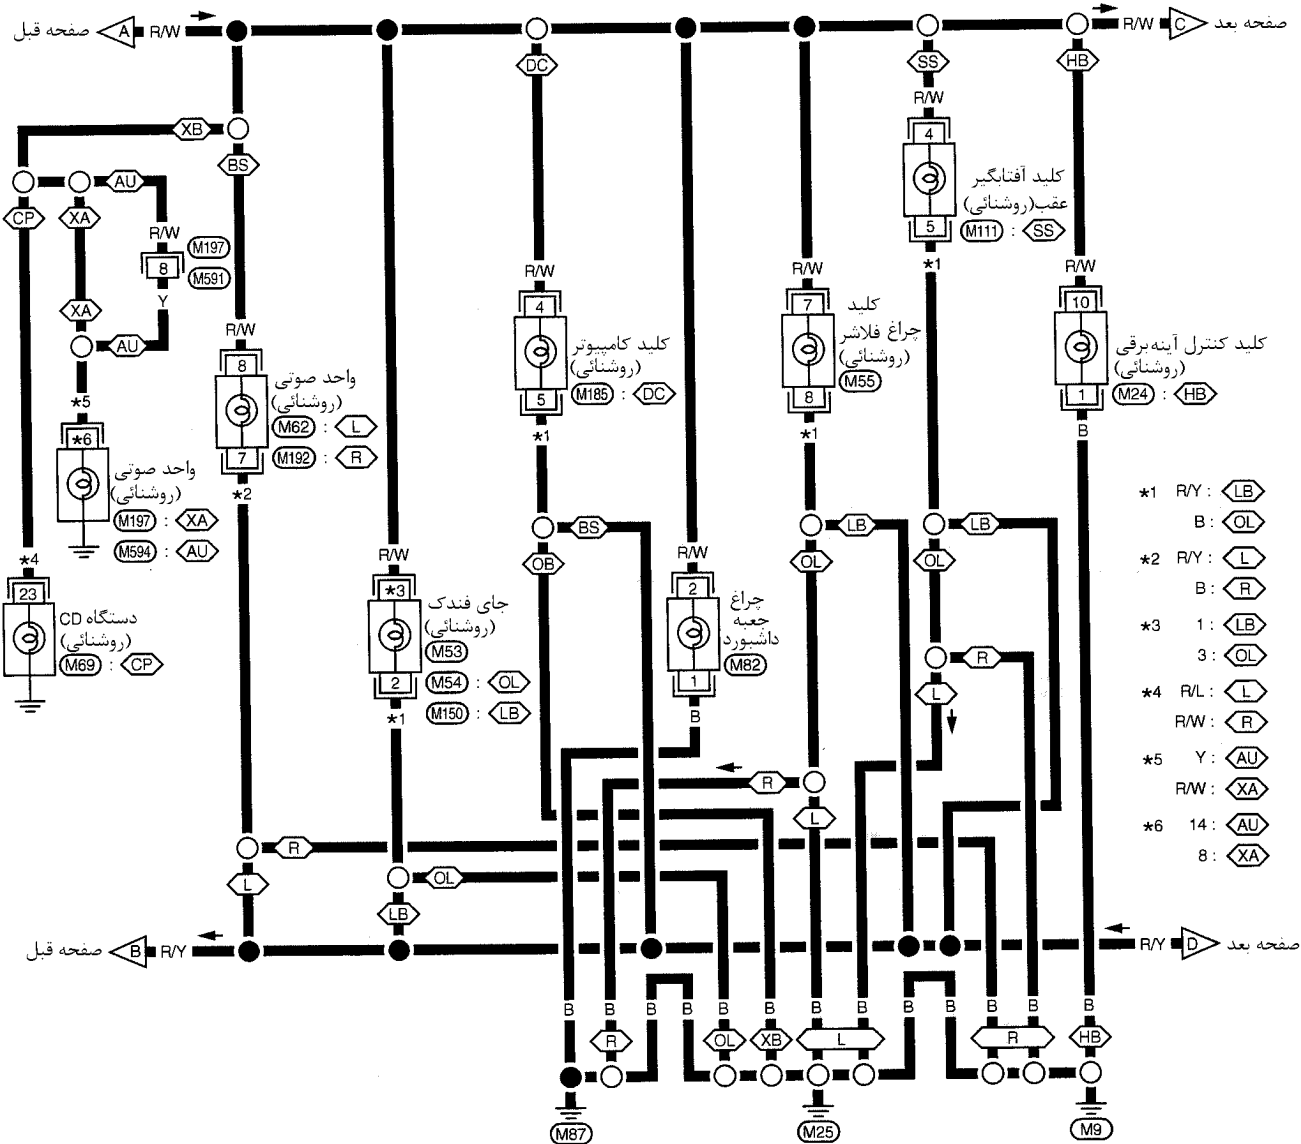 صفحه قبل A R/W
R/W C صفحه بعد
DC
SS
HB
R/W
XB
BS
AU
CP
XA
R/W
M197
8
M591
Y
XA
AU
*5
*6
واحد صوتی
(روشنائی)
M197 : XA
M594 : AU
*4
23
دستگاه CD
(روشنائی)
M69 : CP
R/W
8
واحد صوتی
(روشنائی)
M62 : L
7
M192 : R
*2
R/W
*3
جای فندک
(روشنائی)
M53
2
M54 : OL
M150 : LB
*1
R/W
4
کلید کامپیوتر
(روشنائی)
5
M185 : DC
*1
BS
OB
R/W
2
چراغ
جعبه
داشبورد
M82
1
B
R/W
7
کلید
چراغ فلاشر
(روشنائی)
M55
8
*1
LB
OL
4
کلید آفتابگیر
عقب(روشنائی)
5
M111 : SS
*1
LB
OL
R
L
R/W
10
کلید کنترل آینه برقی
(روشنائی)
1
M24 : HB
B
*1 R/Y : LB
B : OL
*2 R/Y : L
B : R
*3 1 : LB
3 : OL
*4 R/L : L
R/W : R
*5 Y : AU
R/W : XA
*6 14 : AU
8 : XA
R
L
R
L
OL
LB
صفحه قبل B R/Y
R/Y D صفحه بعد
B B B B B B B B B B B B B
R OL XB L R HB
M87 M25 M9